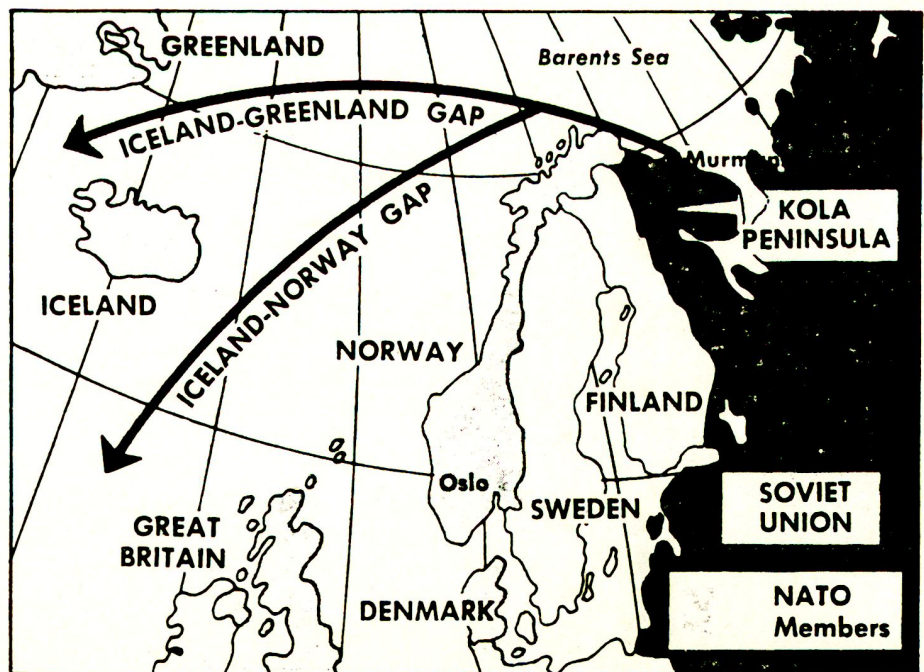 GREENLAND
Barents Sea
ICELAND-GREENLAND GAP
ICELAND-NORWAY GAP
KOLA
PENINSULA
ICELAND
NORWAY
FINLAND
Oslo
SWEDEN
SOVIET
UNION
GREAT
BRITAIN
DENMARK
NATO
Members